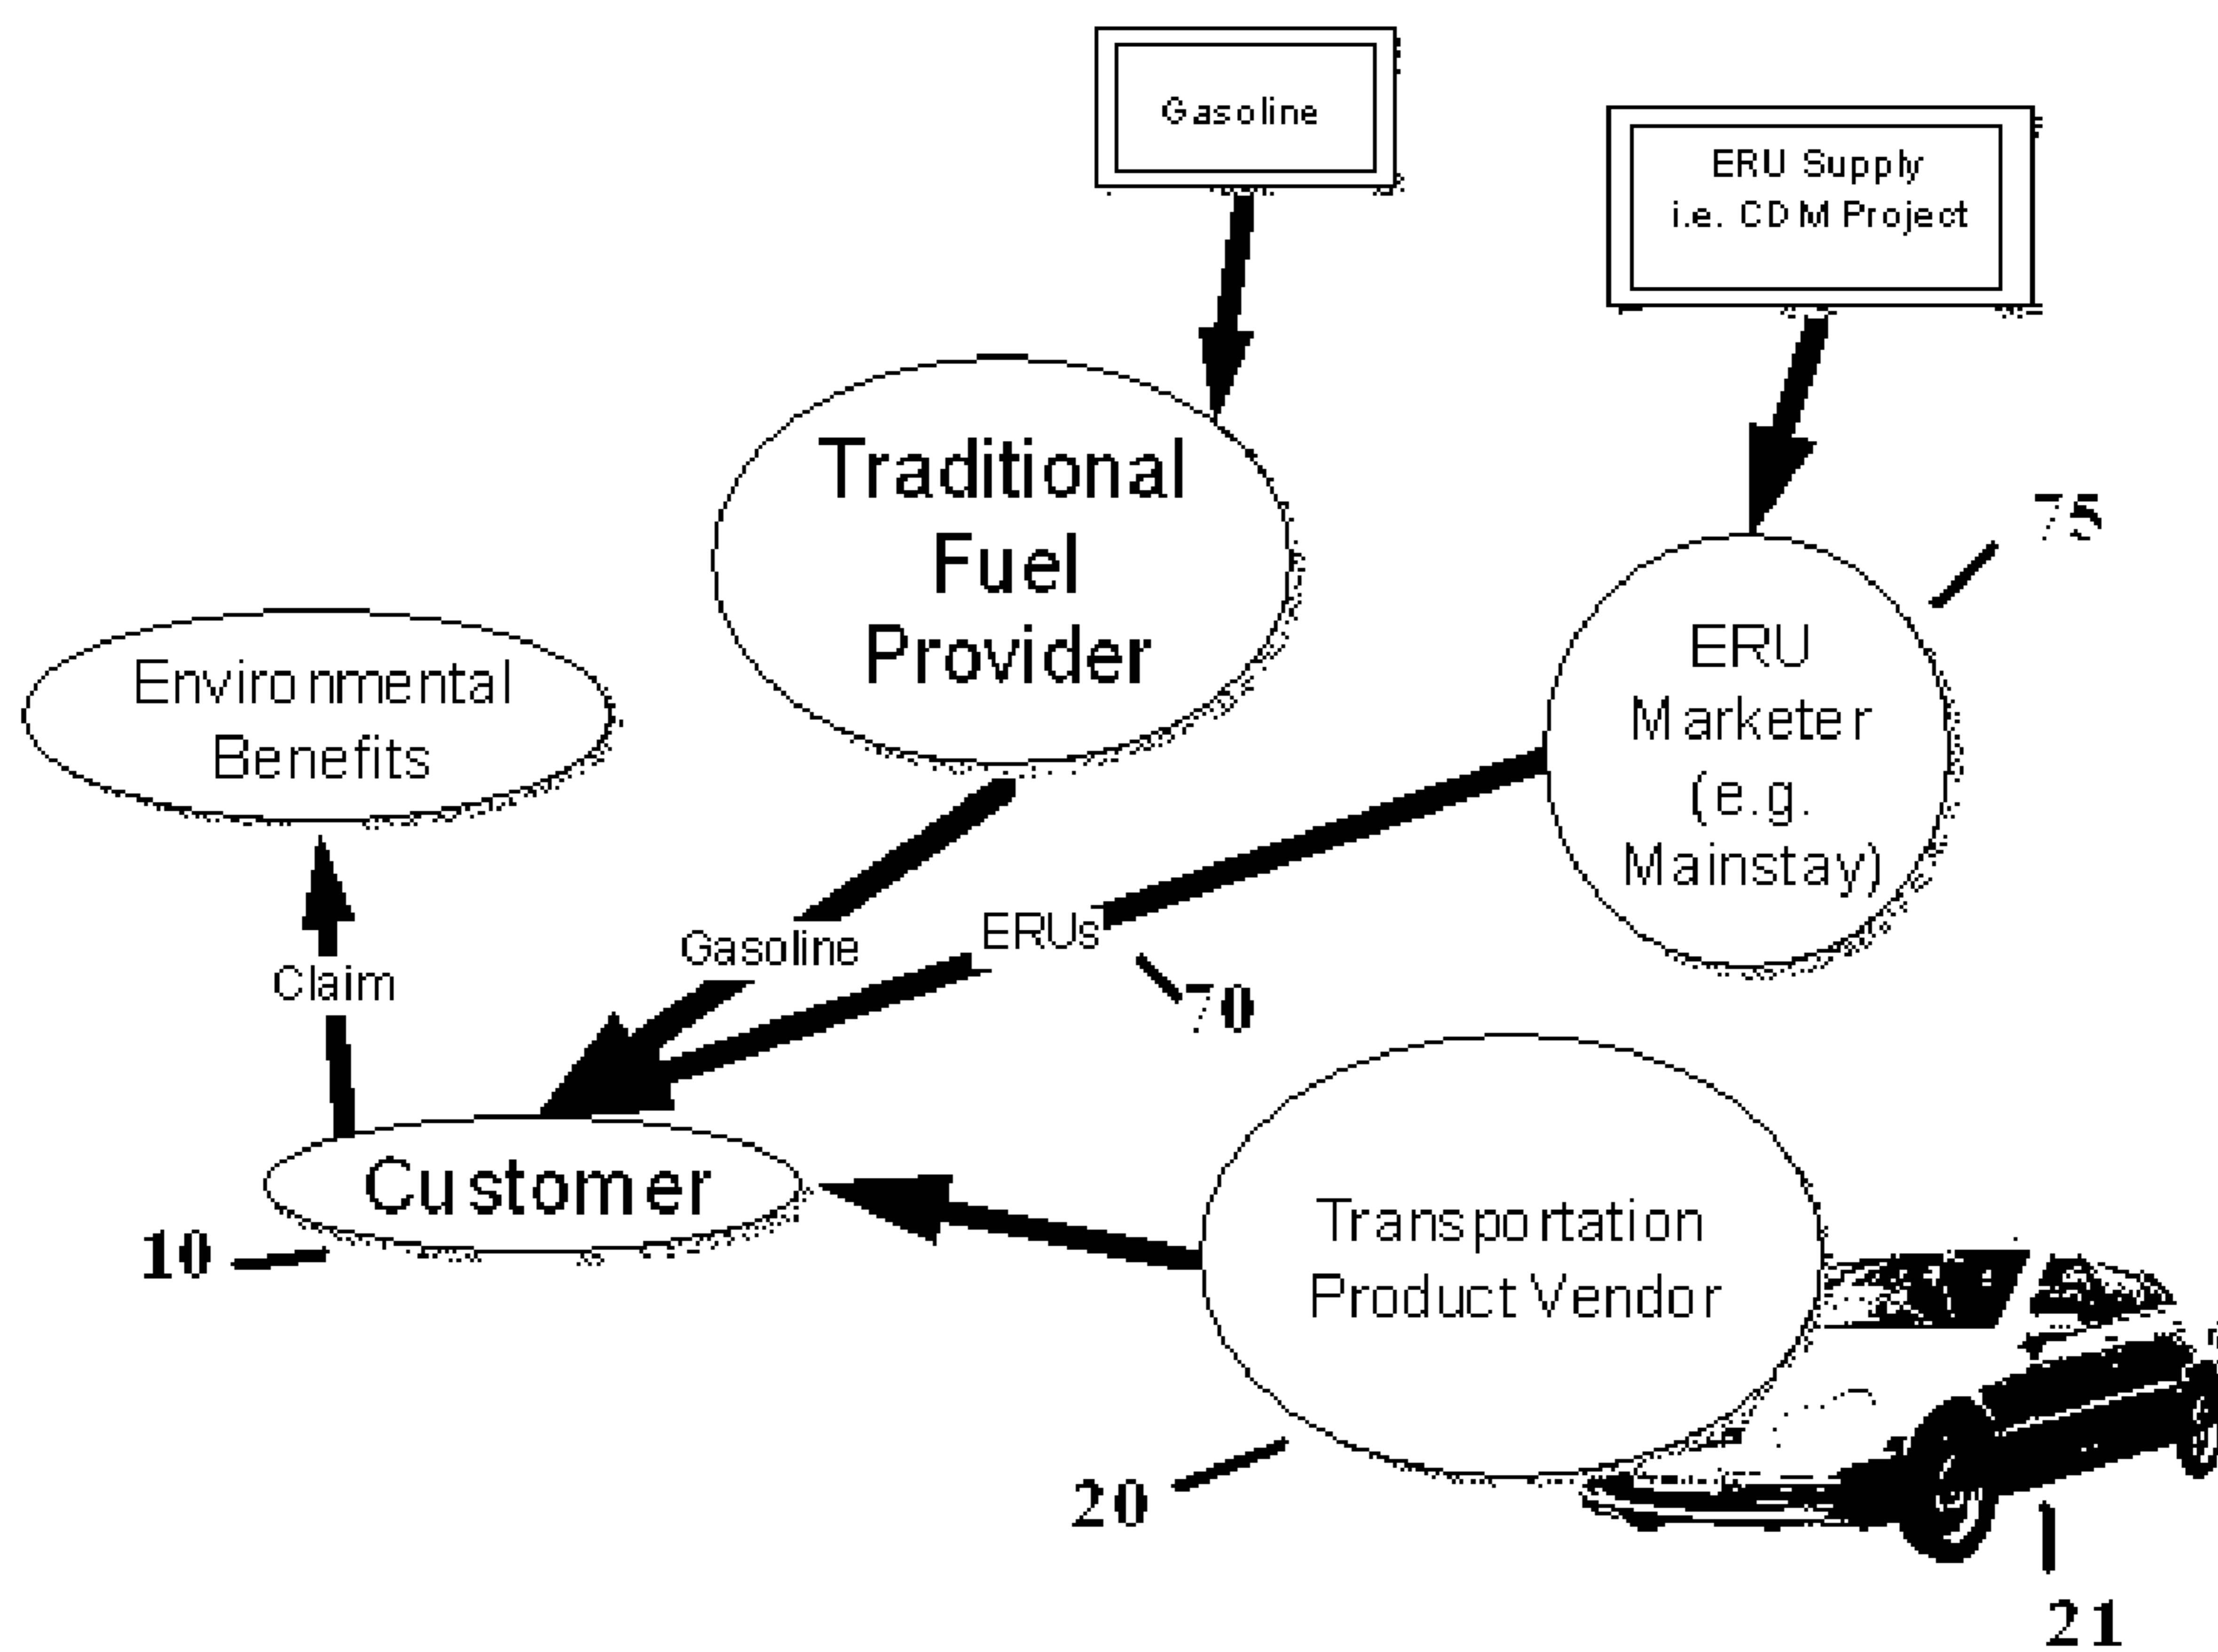 Gasoline
ERU Supply
i.e. CDM Project
Traditional
Fuel
Provider
75
ERU
Marketer
(e.g.
Mainstay)
Environmental
Benefits
Gasoline
ERUs
Claim
70
Customer
10
Transportation
Product Vendor
20
21